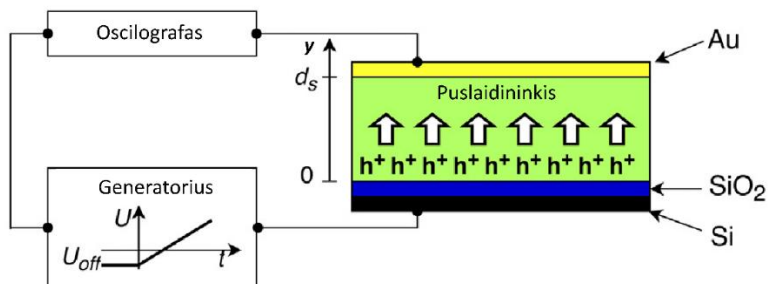 Oscilografas
y
Au
d_s
Puslaidininkis
h⁺ h⁺ h⁺ h⁺ h⁺ h⁺ h⁺ h⁺ h⁺
0
Generatorius
U
U_off
t
SiO₂
Si